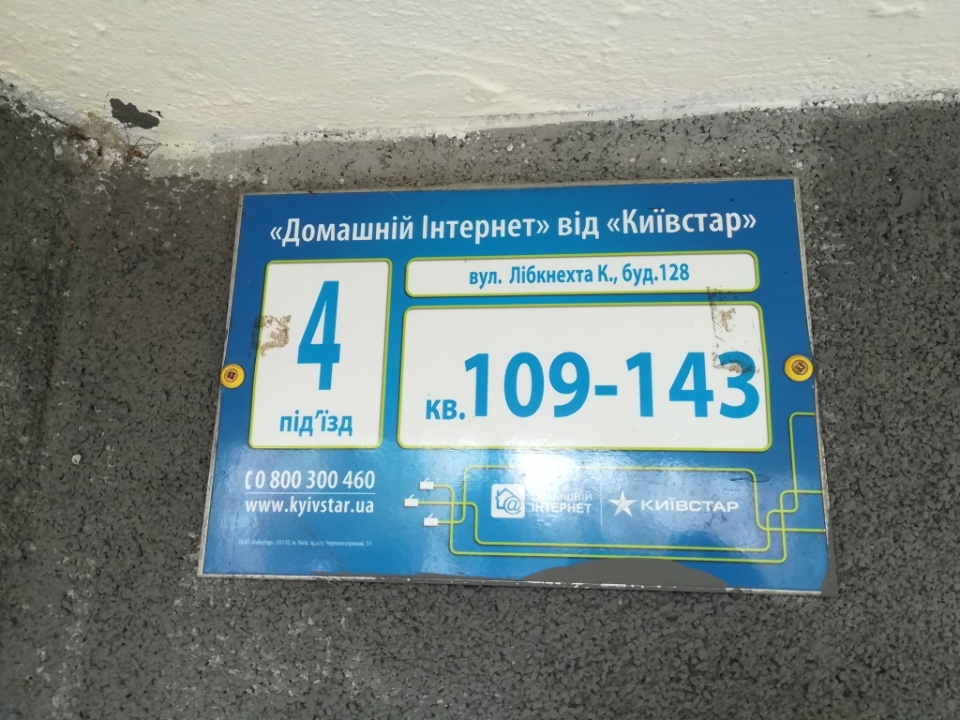 «Домашній Інтернет» від «Київстар»
4
під'їзд
вул. Лібкнехта К., буд.128
кв.109-143
0 800 300 460
www.kyivstar.ua
ДОМАШНІЙ
ІНТЕРНЕТ
КИЇВСТАР